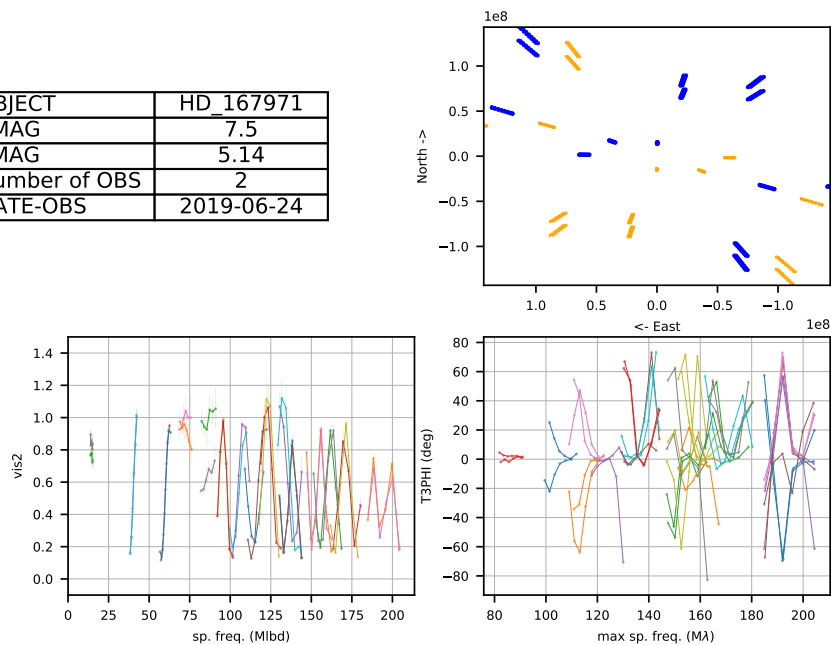 BJECT HD_167971
MAG 7.5
MAG 5.14
umber of OBS 2
ATE-OBS 2019-06-24
1e8
1.0
0.5
0.0
−0.5
−1.0
North ->
1.0 0.5 0.0 −0.5 −1.0
<- East 1e8
1.4
1.2
1.0
0.8
0.6
0.4
0.2
0.0
vis2
0 25 50 75 100 125 150 175 200
sp. freq. (Mlbd)
80
60
40
20
0
−20
−40
−60
−80
T3PHI (deg)
80 100 120 140 160 180 200
max sp. freq. (Mλ)